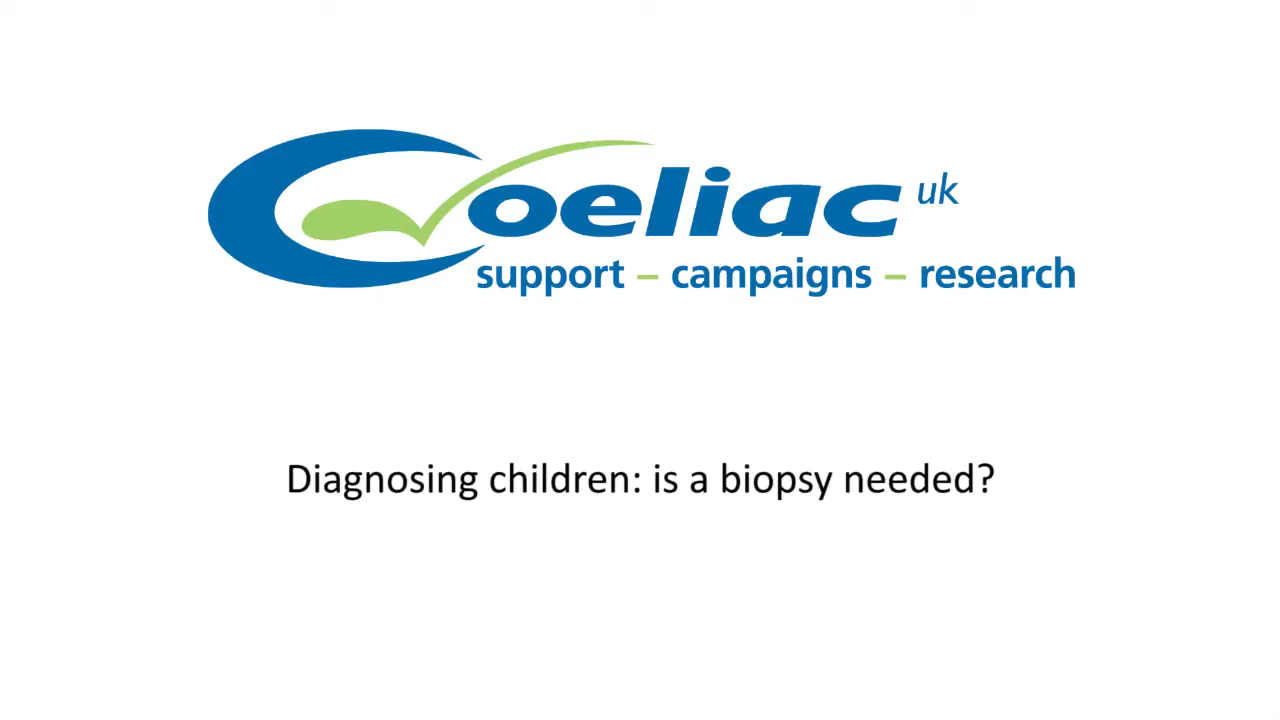 Coeliac uk
support – campaigns – research
Diagnosing children: is a biopsy needed?